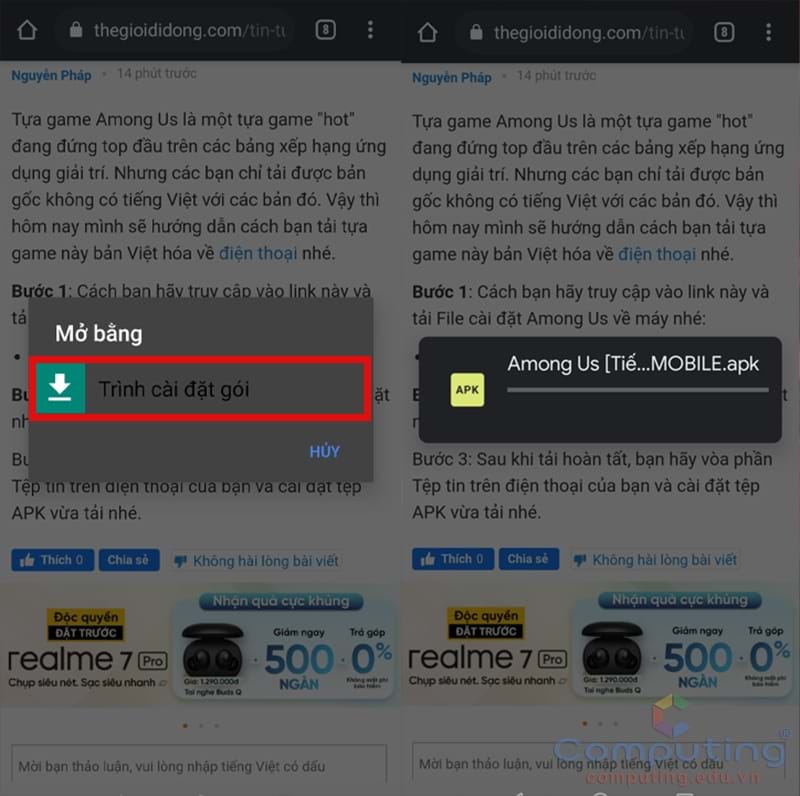 thegioididong.com/tin-tu
8
Nguyễn Pháp • 14 phút trước
Tựa game Among Us là một tựa game "hot"
đang đứng top đầu trên các bảng xếp hạng ứng
dụng giải trí. Nhưng các bạn chỉ tải được bản
gốc không có tiếng Việt với các bản đó. Vậy thì
hôm nay mình sẽ hướng dẫn cách bạn tải tựa
game này bản Việt hóa về điện thoại nhé.
Bước 1: Cách bạn hãy truy cập vào link này và
Mở bằng
Trình cài đặt gói
HỦY
Tệp tin trên điện thoại của bạn và cài đặt tệp
APK vừa tải nhé.
Thích 0
Chia sẻ
Không hài lòng bài viết
Độc quyền
ĐẶT TRƯỚC
realme 7 Pro
Chụp siêu nét. Sạc siêu nhanh
Nhận quà cực khủng
Giá: 1.290.000đ
Tai nghe Buds Q
Giảm ngay
500
NGÀN
Trả góp
0%
Không mất phí
bảo hiểm
Mời bạn thảo luận, vui lòng nhập tiếng Việt có dấu
thegioididong.com/tin-tu
8
Nguyễn Pháp • 14 phút trước
Tựa game Among Us là một tựa game "hot"
đang đứng top đầu trên các bảng xếp hạng ứng
dụng giải trí. Nhưng các bạn chỉ tải được bản
gốc không có tiếng Việt với các bản đó. Vậy thì
hôm nay mình sẽ hướng dẫn cách bạn tải tựa
game này bản Việt hóa về điện thoại nhé.
Bước 1: Cách bạn hãy truy cập vào link này và
tải File cài đặt Among Us về máy nhé:
APK
Among Us [Tiế...MOBILE.apk
Bước 3: Sau khi tải hoàn tất, bạn hãy vòa phần
Tệp tin trên điện thoại của bạn và cài đặt tệp
APK vừa tải nhé.
Thích 0
Chia sẻ
Không hài lòng bài viết
Độc quyền
ĐẶT TRƯỚC
realme 7 Pro
Chụp siêu nét. Sạc siêu nhanh
Nhận quà cực khủng
Giá: 1.290.000đ
Tai nghe Buds Q
Giảm ngay
500
NGÀN
Trả góp
0%
Không mất phí
bảo hiểm
Mời bạn thảo luận, vui lòng nhập tiếng Việt có dấu
Computing®
computing.edu.vn